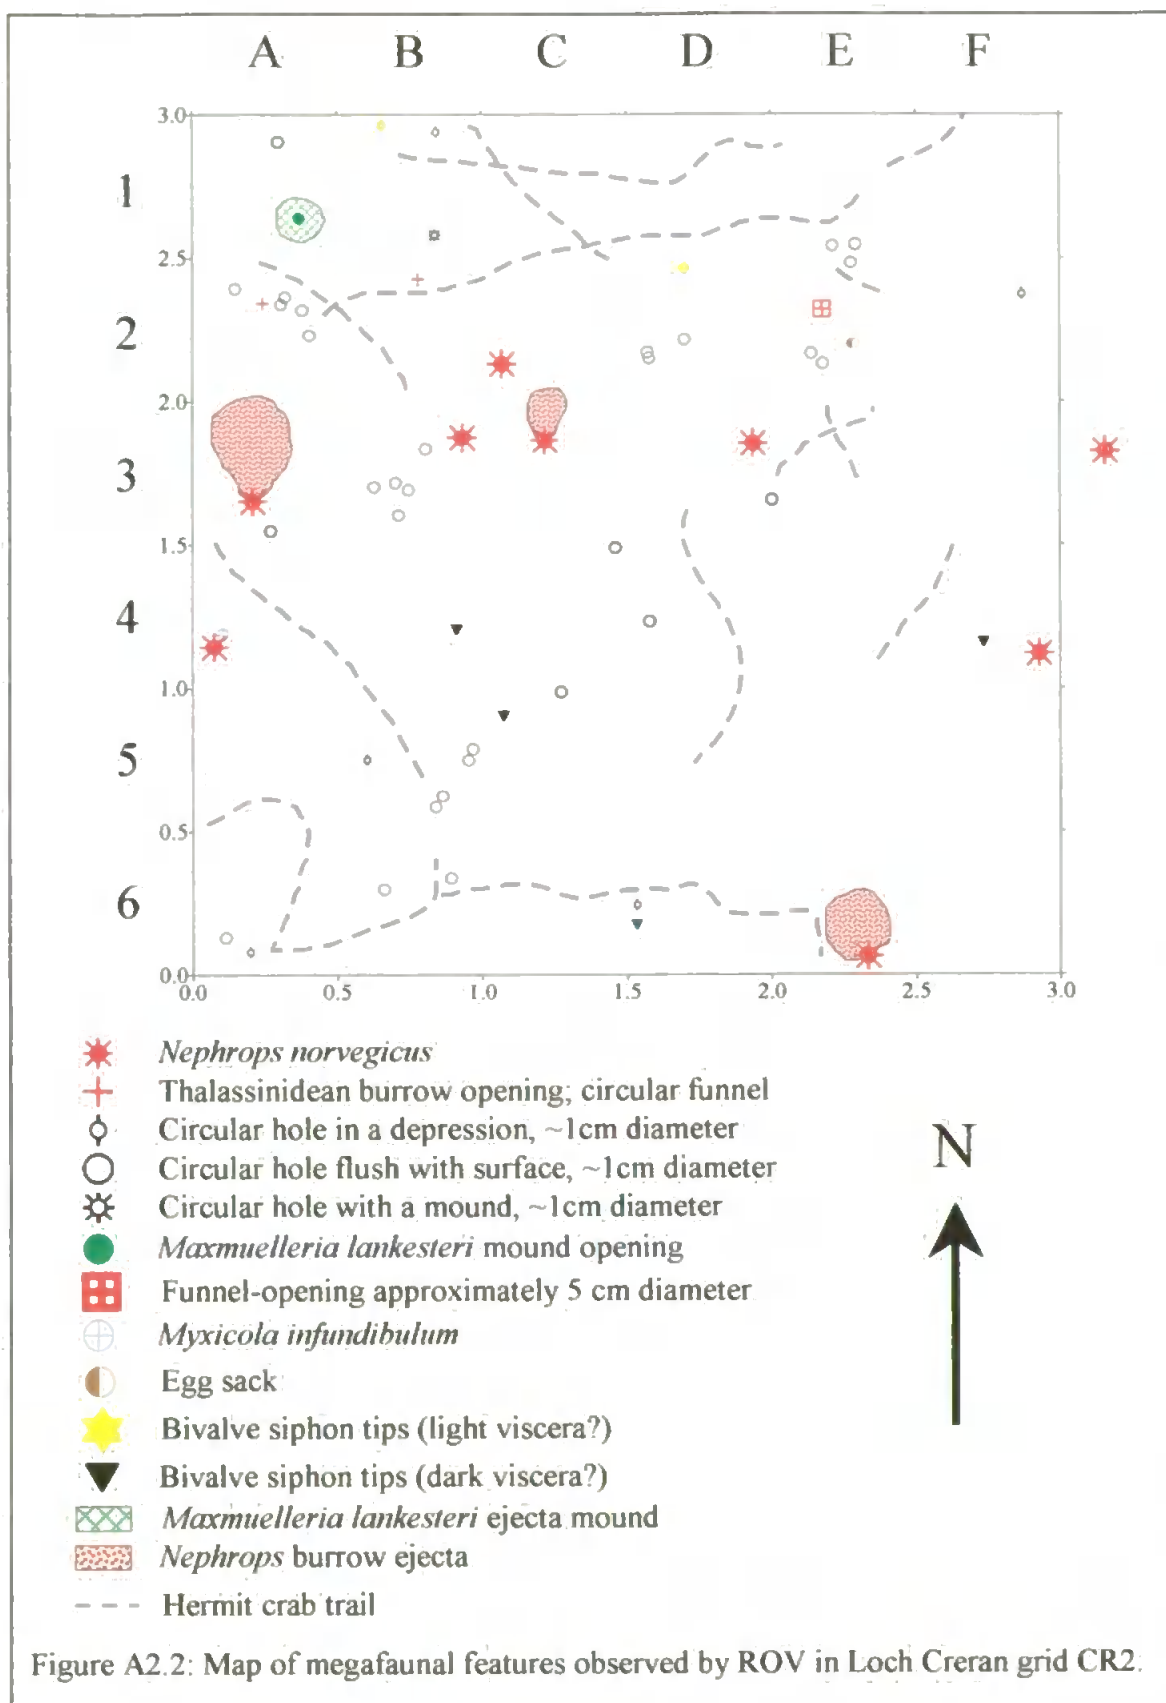 A B C D E F
3.0
1
2.5
2
2.0
3
1.5
4
1.0
5
0.5
6
0.0
0.0 0.5 1.0 1.5 2.0 2.5 3.0
Nephrops norvegicus
Thalassinidean burrow opening; circular funnel
Circular hole in a depression, ~1cm diameter
Circular hole flush with surface, ~1cm diameter
Circular hole with a mound, ~1cm diameter
Maxmuelleria lankesteri mound opening
Funnel-opening approximately 5 cm diameter
Myxicola infundibulum
Egg sack
Bivalve siphon tips (light viscera?)
Bivalve siphon tips (dark viscera?)
Maxmuelleria lankesteri ejecta mound
Nephrops burrow ejecta
Hermit crab trail
N
Figure A2.2: Map of megafaunal features observed by ROV in Loch Creran grid CR2.